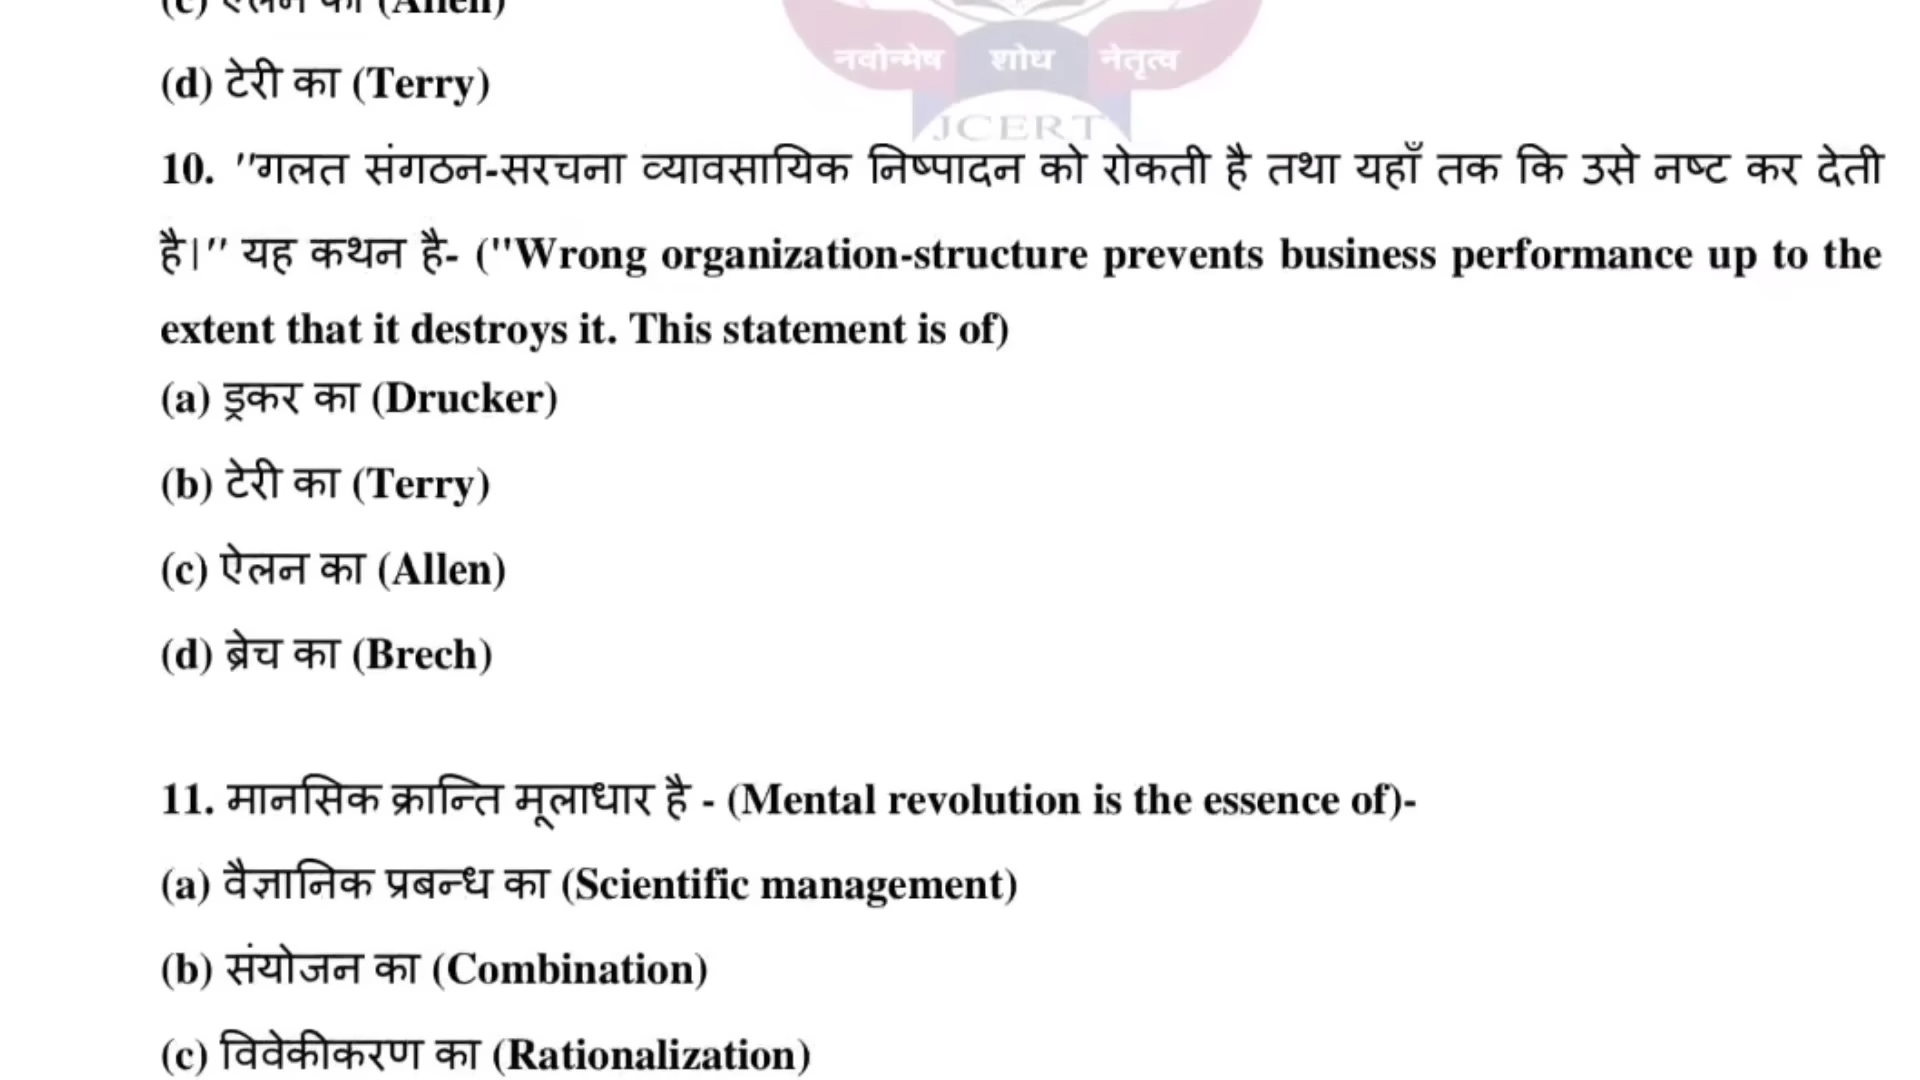 (c) ऐलन का (Allen)
नवोन्मेष शोध नेतृत्व
(d) टेरी का (Terry)
JCERT
10. ''गलत संगठन-सरचना व्यावसायिक निष्पादन को रोकती है तथा यहाँ तक कि उसे नष्ट कर देती
है।'' यह कथन है- (''Wrong organization-structure prevents business performance up to the
extent that it destroys it. This statement is of)
(a) ड्रकर का (Drucker)
(b) टेरी का (Terry)
(c) ऐलन का (Allen)
(d) ब्रेच का (Brech)
11. मानसिक क्रान्ति मूलाधार है - (Mental revolution is the essence of)-
(a) वैज्ञानिक प्रबन्ध का (Scientific management)
(b) संयोजन का (Combination)
(c) विवेकीकरण का (Rationalization)